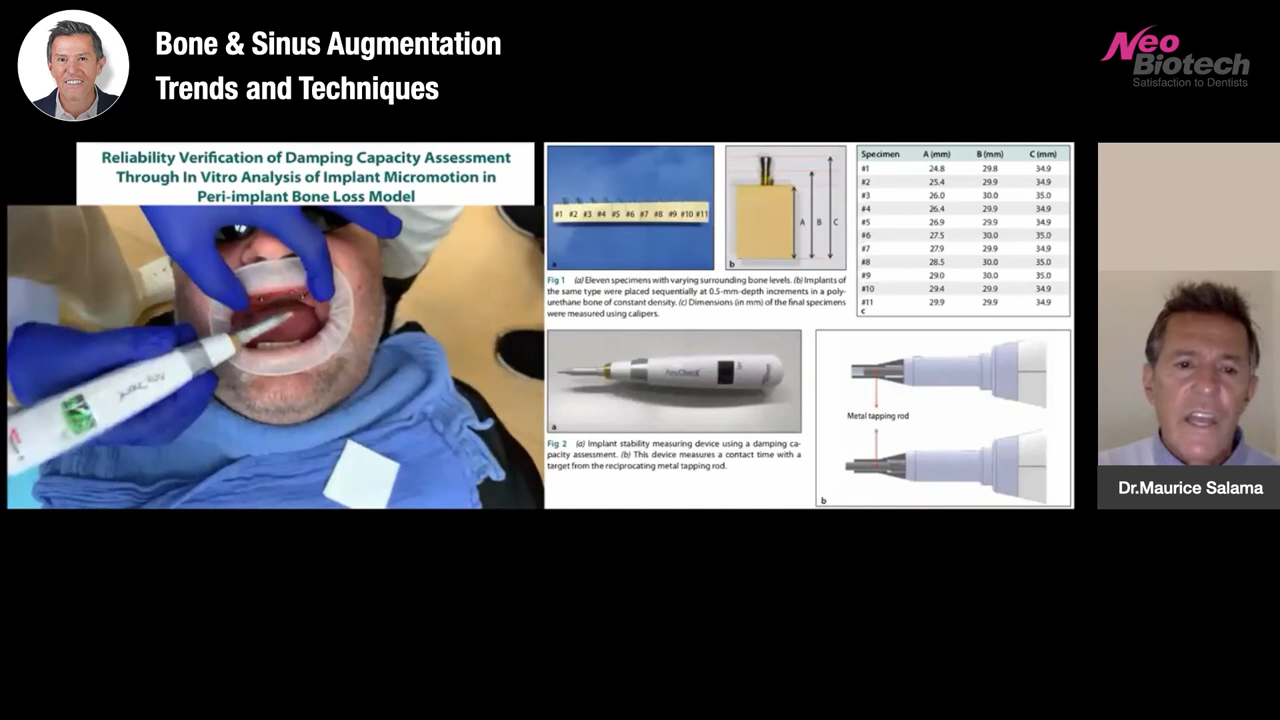 Bone & Sinus Augmentation
Trends and Techniques
Neo
Biotech
Satisfaction to Dentists
Reliability Verification of Damping Capacity Assessment
Through In Vitro Analysis of Implant Micromotion in
Peri-implant Bone Loss Model
#1 #2 #3 #4 #5 #6 #7 #8 #9 #10 #11
a
A B C
b
Fig 1 (a) Eleven specimens with varying surrounding bone levels. (b) Implants of
the same type were placed sequentially at 0.5-mm-depth increments in a poly-
urethane bone of constant density. (c) Dimensions (in mm) of the final specimens
were measured using calipers.
Specimen A (mm) B (mm) C (mm)
#1 24.8 29.8 34.9
#2 25.4 29.9 34.9
#3 26.0 30.0 35.0
#4 26.4 29.9 34.9
#5 26.9 29.9 34.9
#6 27.5 30.0 35.0
#7 27.9 29.9 34.9
#8 28.5 30.0 35.0
#9 29.0 30.0 35.0
#10 29.4 29.9 34.9
#11 29.9 29.9 34.9
c
AnyCheck
a
Fig 2 (a) Implant stability measuring device using a damping ca-
pacity assessment. (b) This device measures a contact time with a
target from the reciprocating metal tapping rod.
Metal tapping rod
b
Dr.Maurice Salama